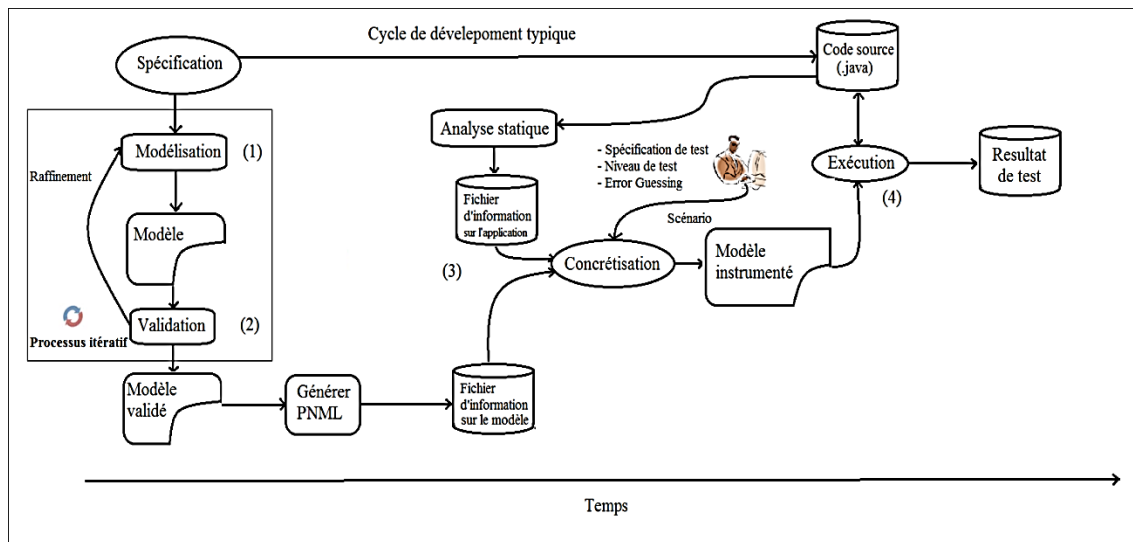 Cycle de dévelepoment typique
Spécification
Code source
(.java)
Analyse statique
Modélisation
(1)
- Spécification de test
- Niveau de test
- Error Guessing
Exécution
(4)
Resultat
de test
Raffinement
Fichier
d'information
sur l'application
Scénario
Modèle
(3)
Concrétisation
Modèle
instrumenté
Validation
(2)
Processus itératif
Modèle
validé
Générer
PNML
Fichier
d'information
sur le modèle
Temps